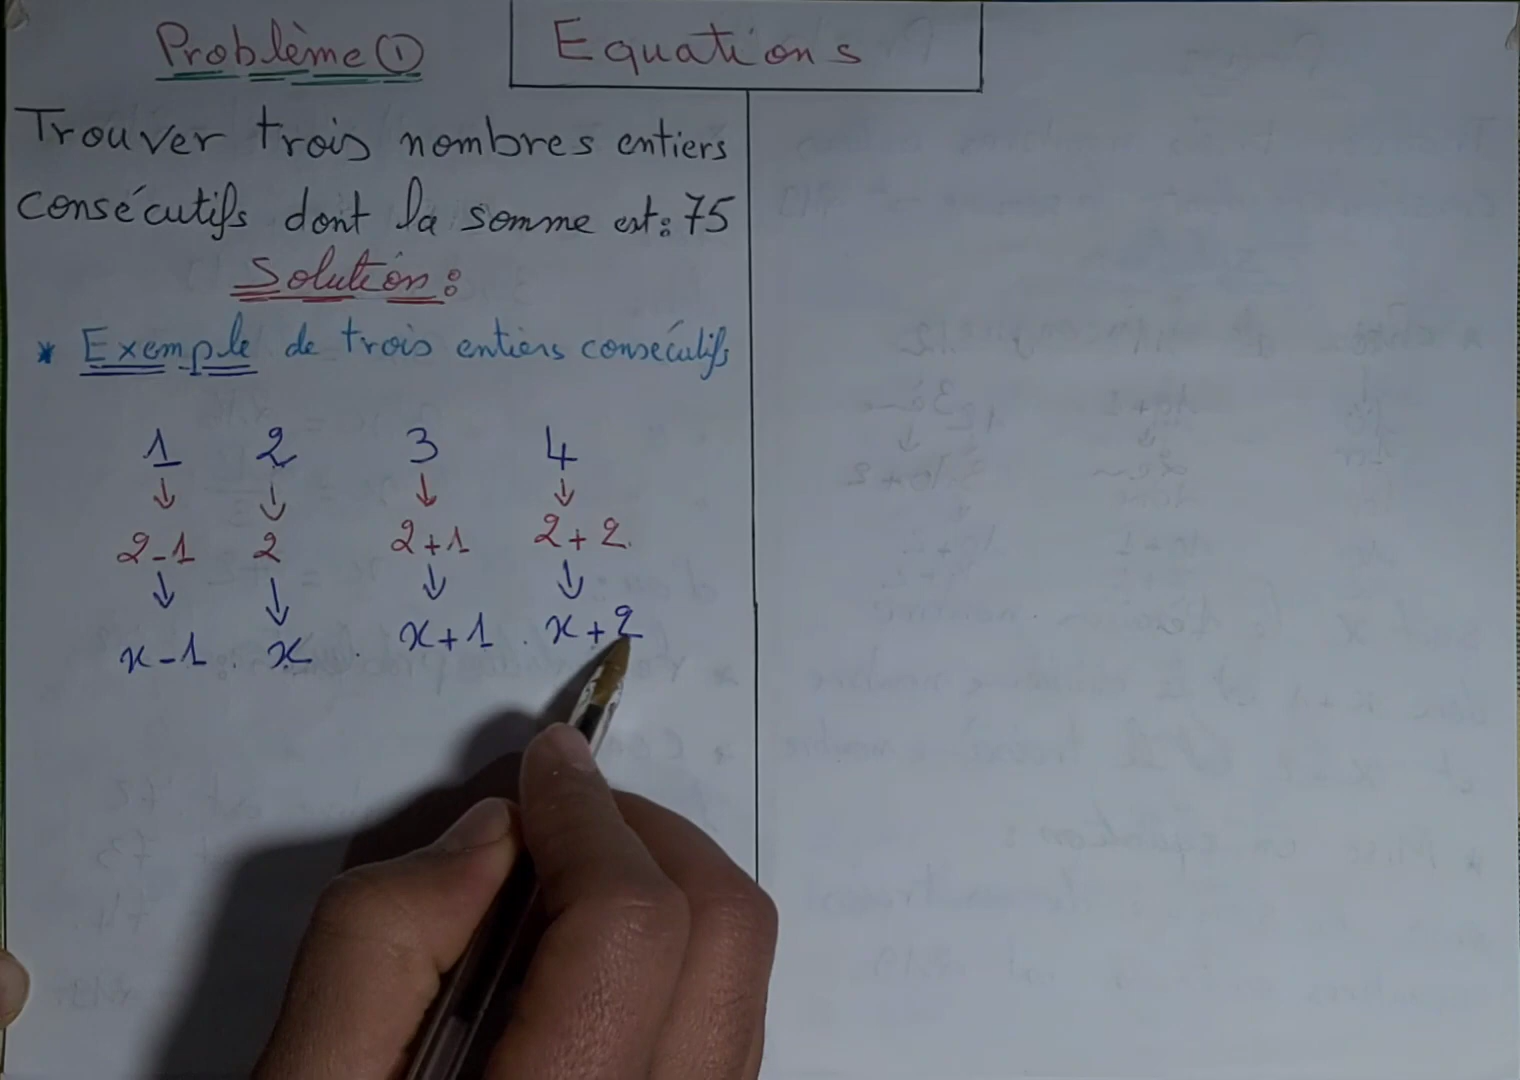 Problème ①
Equations
Trouver trois nombres entiers
consécutifs dont la somme est: 75
Solution:
* Exemple de trois entiers consécutifs
1 2 3 4
↓ ↓ ↓ ↓
2-1 2 2+1 2+2.
↓ ↓ ↓ ↓
x-1 . x . x+1 . x+2